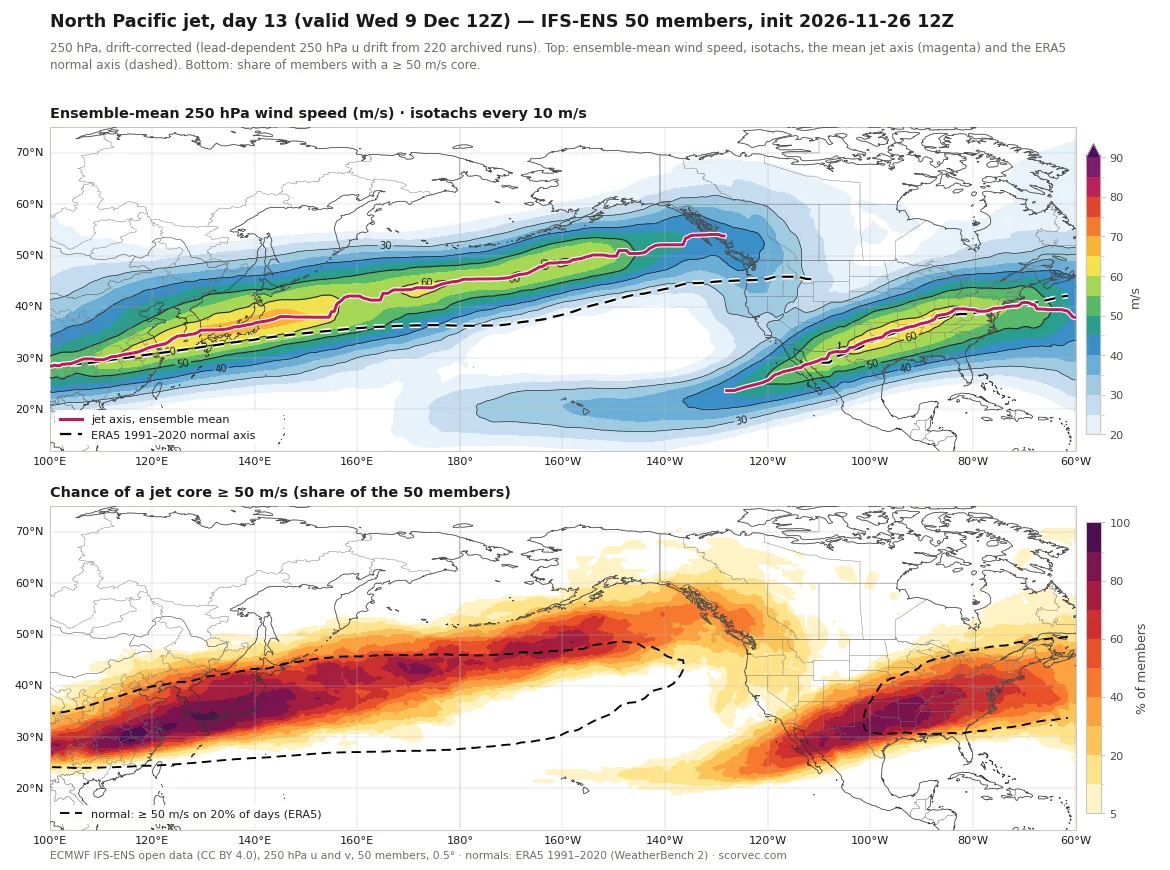 North Pacific jet, day 13 (valid Wed 9 Dec 12Z) — IFS-ENS 50 members, init 2026-11-26 12Z
250 hPa, drift-corrected (lead-dependent 250 hPa u drift from 220 archived runs). Top: ensemble-mean wind speed, isotachs, the mean jet axis (magenta) and the ERA5
normal axis (dashed). Bottom: share of members with a ≥ 50 m/s core.
Ensemble-mean 250 hPa wind speed (m/s) · isotachs every 10 m/s
70°N
60°N
50°N
40°N
30°N
20°N
30
60
50
40
60
50
40
30
jet axis, ensemble mean
ERA5 1991–2020 normal axis
100°E 120°E 140°E 160°E 180° 160°W 140°W 120°W 100°W 80°W 60°W
90
80
70
60
50
40
30
20
m/s
Chance of a jet core ≥ 50 m/s (share of the 50 members)
70°N
60°N
50°N
40°N
30°N
20°N
normal: ≥ 50 m/s on 20% of days (ERA5)
100°E 120°E 140°E 160°E 180° 160°W 140°W 120°W 100°W 80°W 60°W
100
80
60
40
20
5
% of members
ECMWF IFS-ENS open data (CC BY 4.0), 250 hPa u and v, 50 members, 0.5° · normals: ERA5 1991–2020 (WeatherBench 2) · scorvec.com